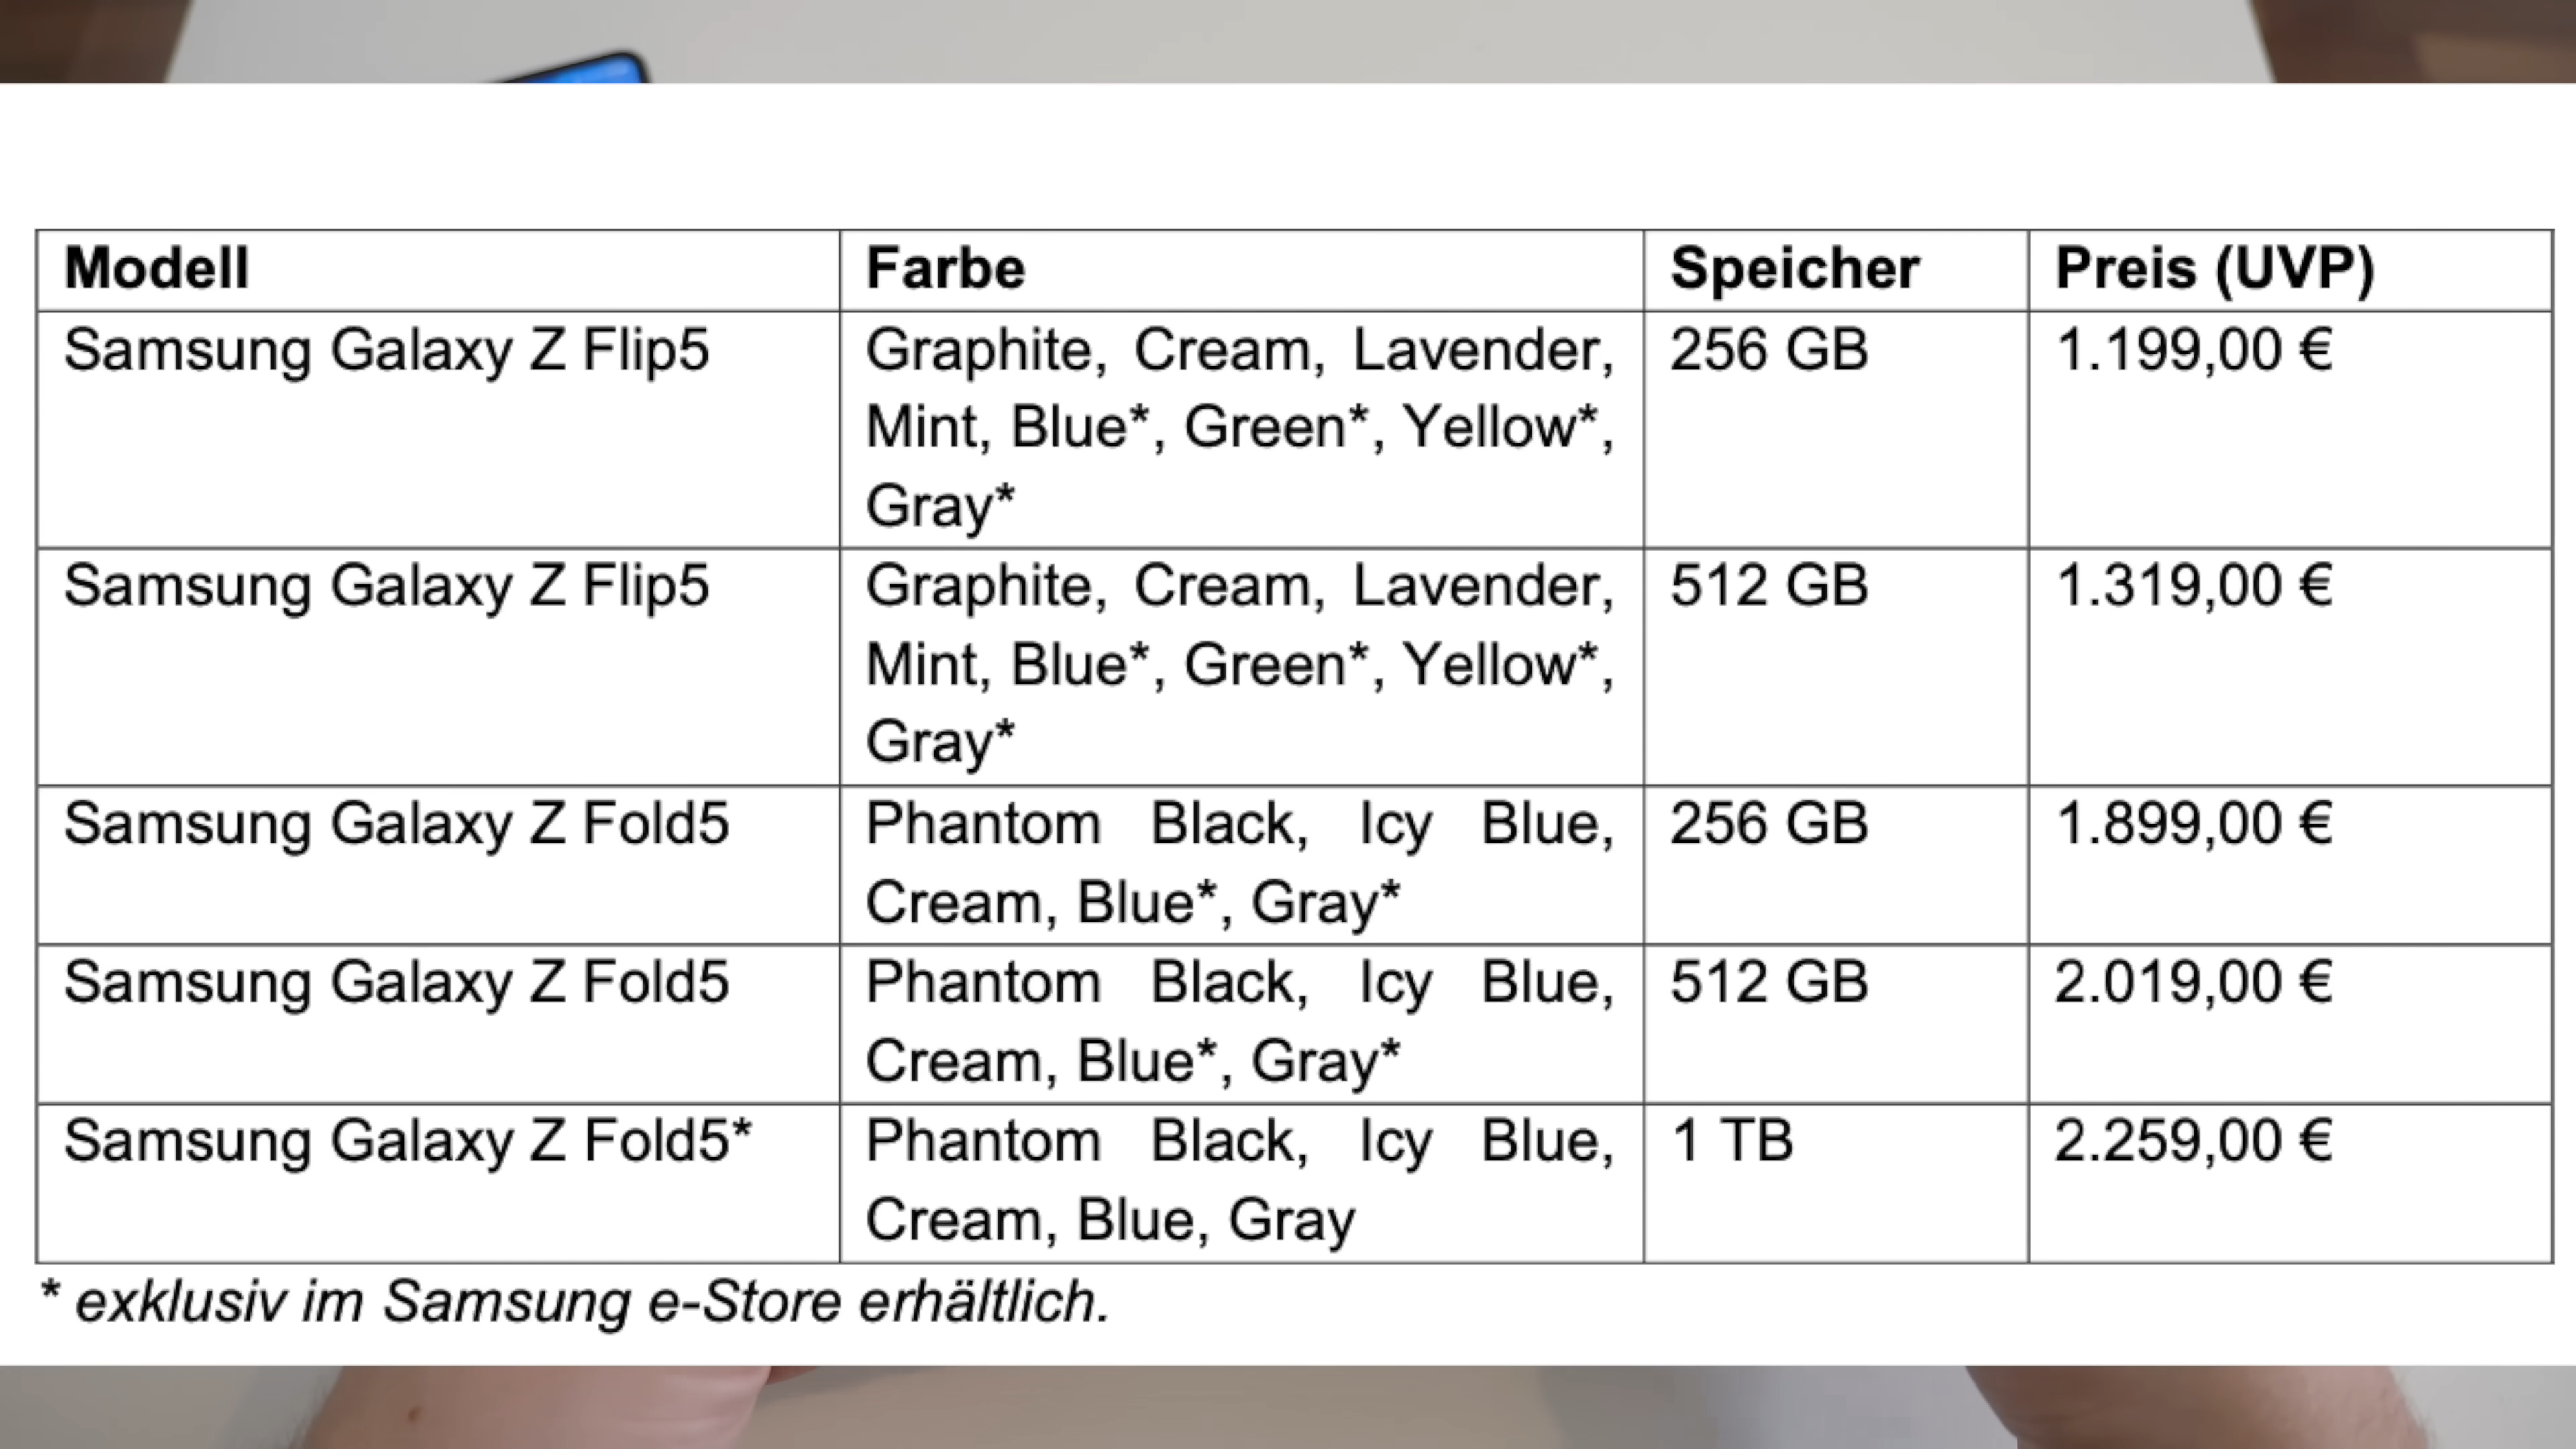 Modell Farbe Speicher Preis (UVP)
Samsung Galaxy Z Flip5 Graphite, Cream, Lavender, 256 GB 1.199,00 €
Mint, Blue*, Green*, Yellow*,
Gray*
Samsung Galaxy Z Flip5 Graphite, Cream, Lavender, 512 GB 1.319,00 €
Mint, Blue*, Green*, Yellow*,
Gray*
Samsung Galaxy Z Fold5 Phantom Black, Icy Blue, 256 GB 1.899,00 €
Cream, Blue*, Gray*
Samsung Galaxy Z Fold5 Phantom Black, Icy Blue, 512 GB 2.019,00 €
Cream, Blue*, Gray*
Samsung Galaxy Z Fold5* Phantom Black, Icy Blue, 1 TB 2.259,00 €
Cream, Blue, Gray
* exklusiv im Samsung e-Store erhältlich.